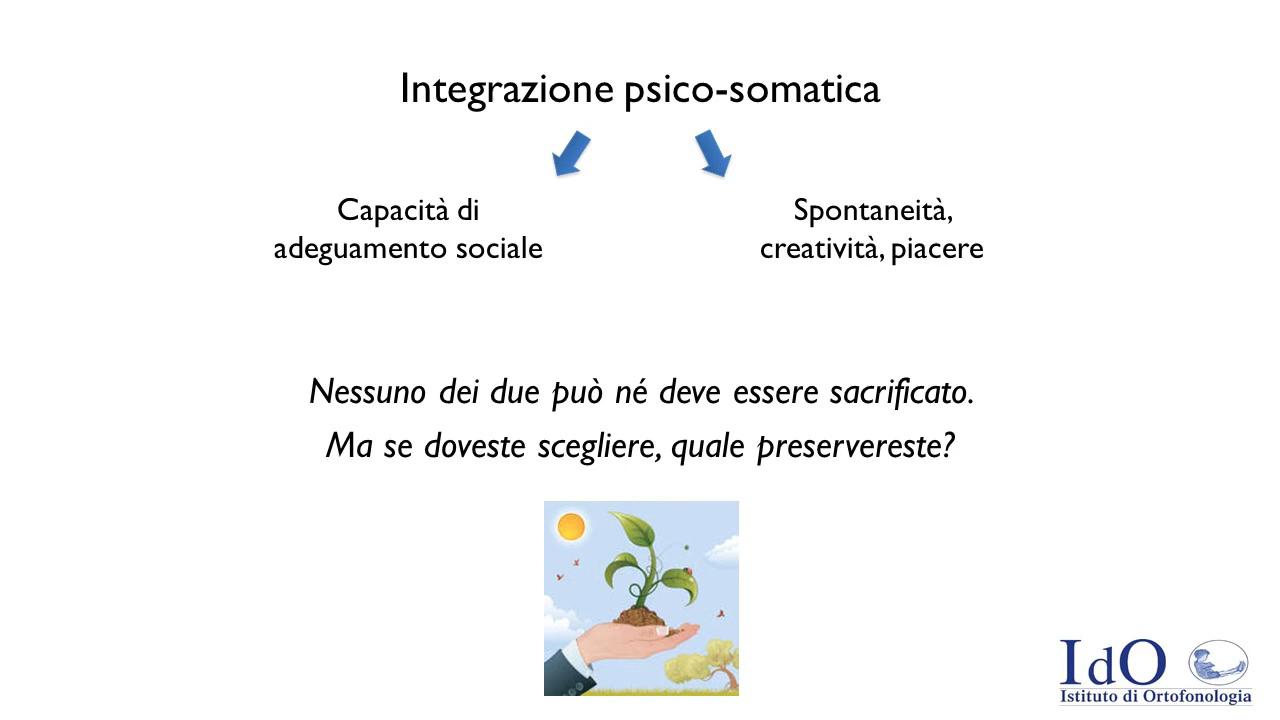 Integrazione psico-somatica
Capacità di
adeguamento sociale
Spontaneità,
creatività, piacere
Nessuno dei due può né deve essere sacrificato.
Ma se doveste scegliere, quale preservereste?
IdO
Istituto di Ortofonologia